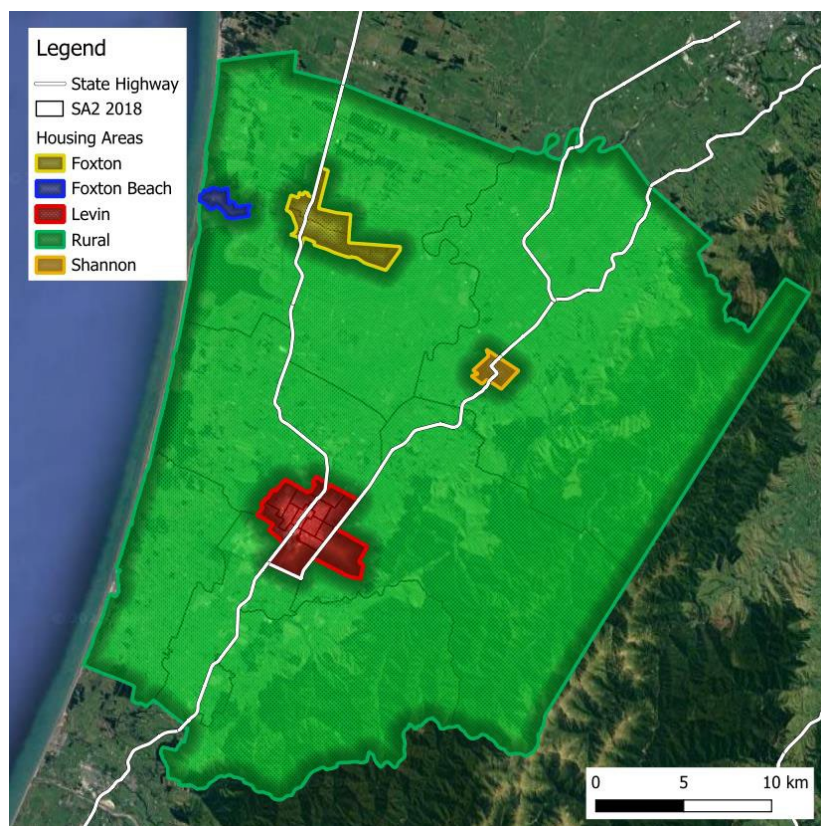 Legend
State Highway
SA2 2018
Housing Areas
Foxton
Foxton Beach
Levin
Rural
Shannon
0 5 10 km